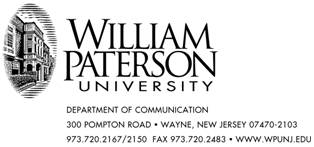 WILLIAM
PATERSON
UNIVERSITY
DEPARTMENT OF COMMUNICATION
300 POMPTON ROAD • WAYNE, NEW JERSEY 07470-2103
973.720.2167/2150 FAX 973.720.2483 • WWW.WPUNJ.EDU